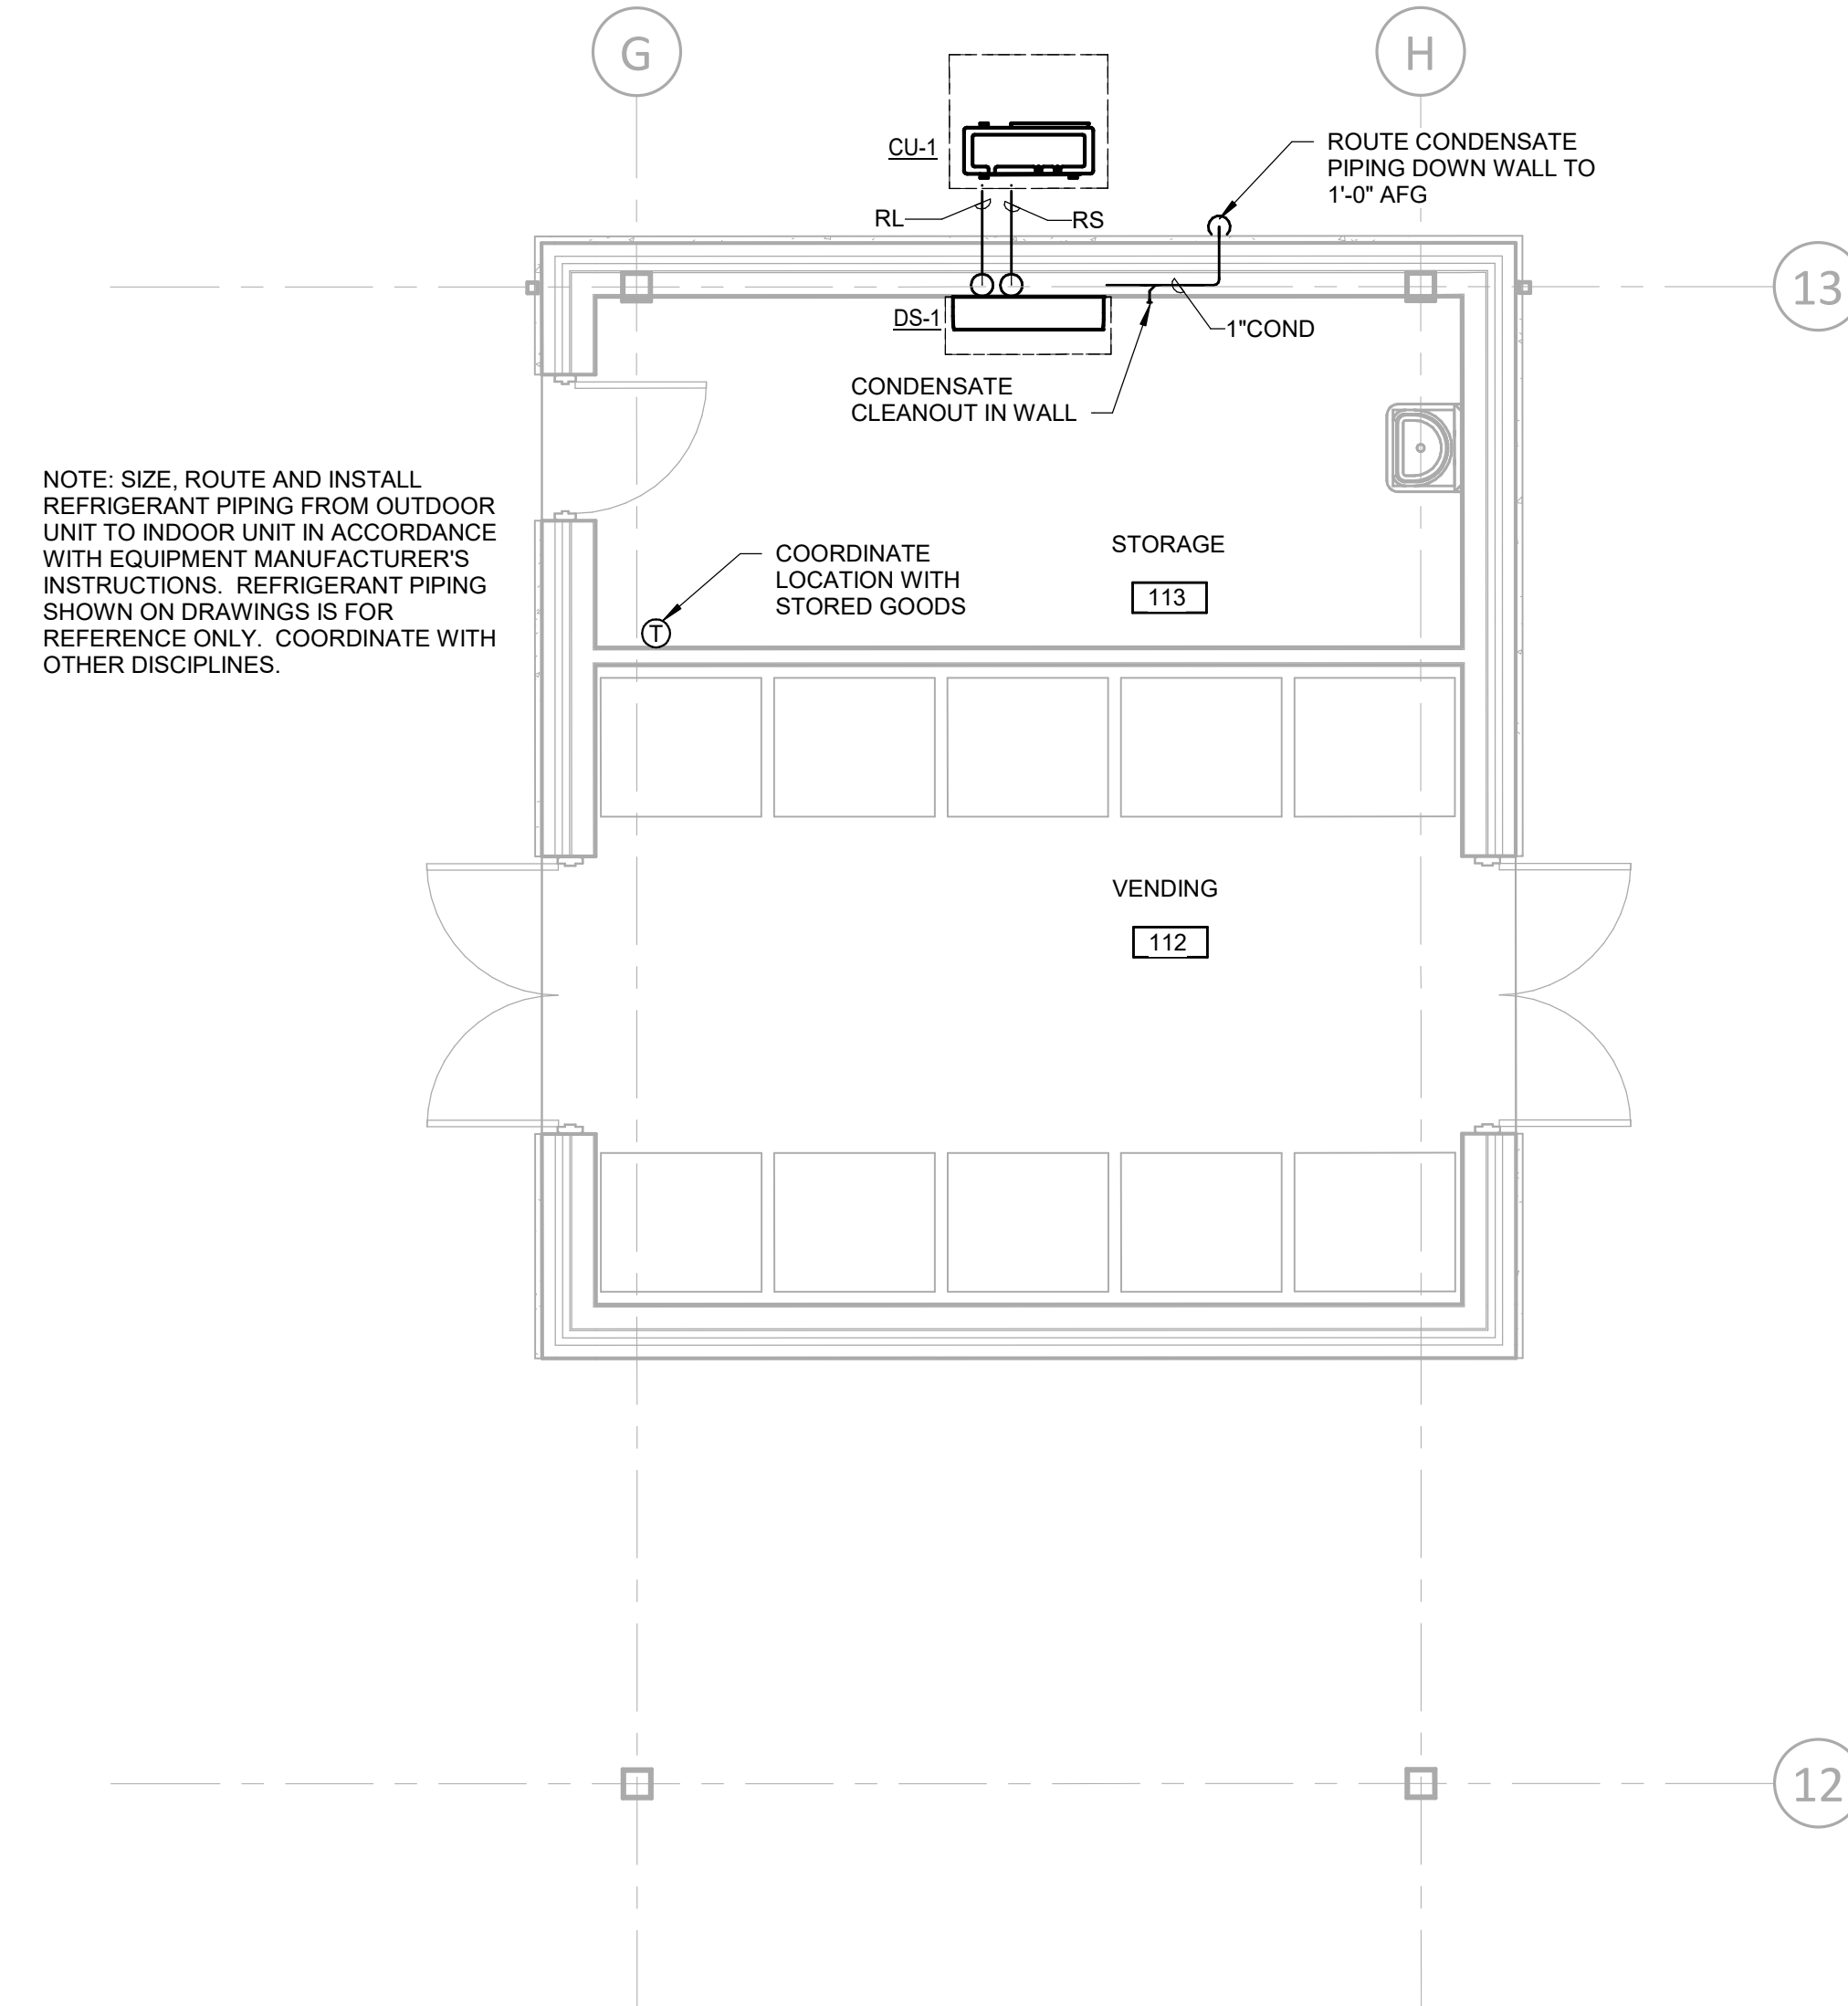 G
H
CU-1
ROUTE CONDENSATE
PIPING DOWN WALL TO
1'-0" AFG
RL
RS
13
DS-1
1"COND
CONDENSATE
CLEANOUT IN WALL
NOTE: SIZE, ROUTE AND INSTALL
REFRIGERANT PIPING FROM OUTDOOR
UNIT TO INDOOR UNIT IN ACCORDANCE
WITH EQUIPMENT MANUFACTURER'S
INSTRUCTIONS. REFRIGERANT PIPING
SHOWN ON DRAWINGS IS FOR
REFERENCE ONLY. COORDINATE WITH
OTHER DISCIPLINES.
COORDINATE
LOCATION WITH
STORED GOODS
T
STORAGE
113
VENDING
112
12